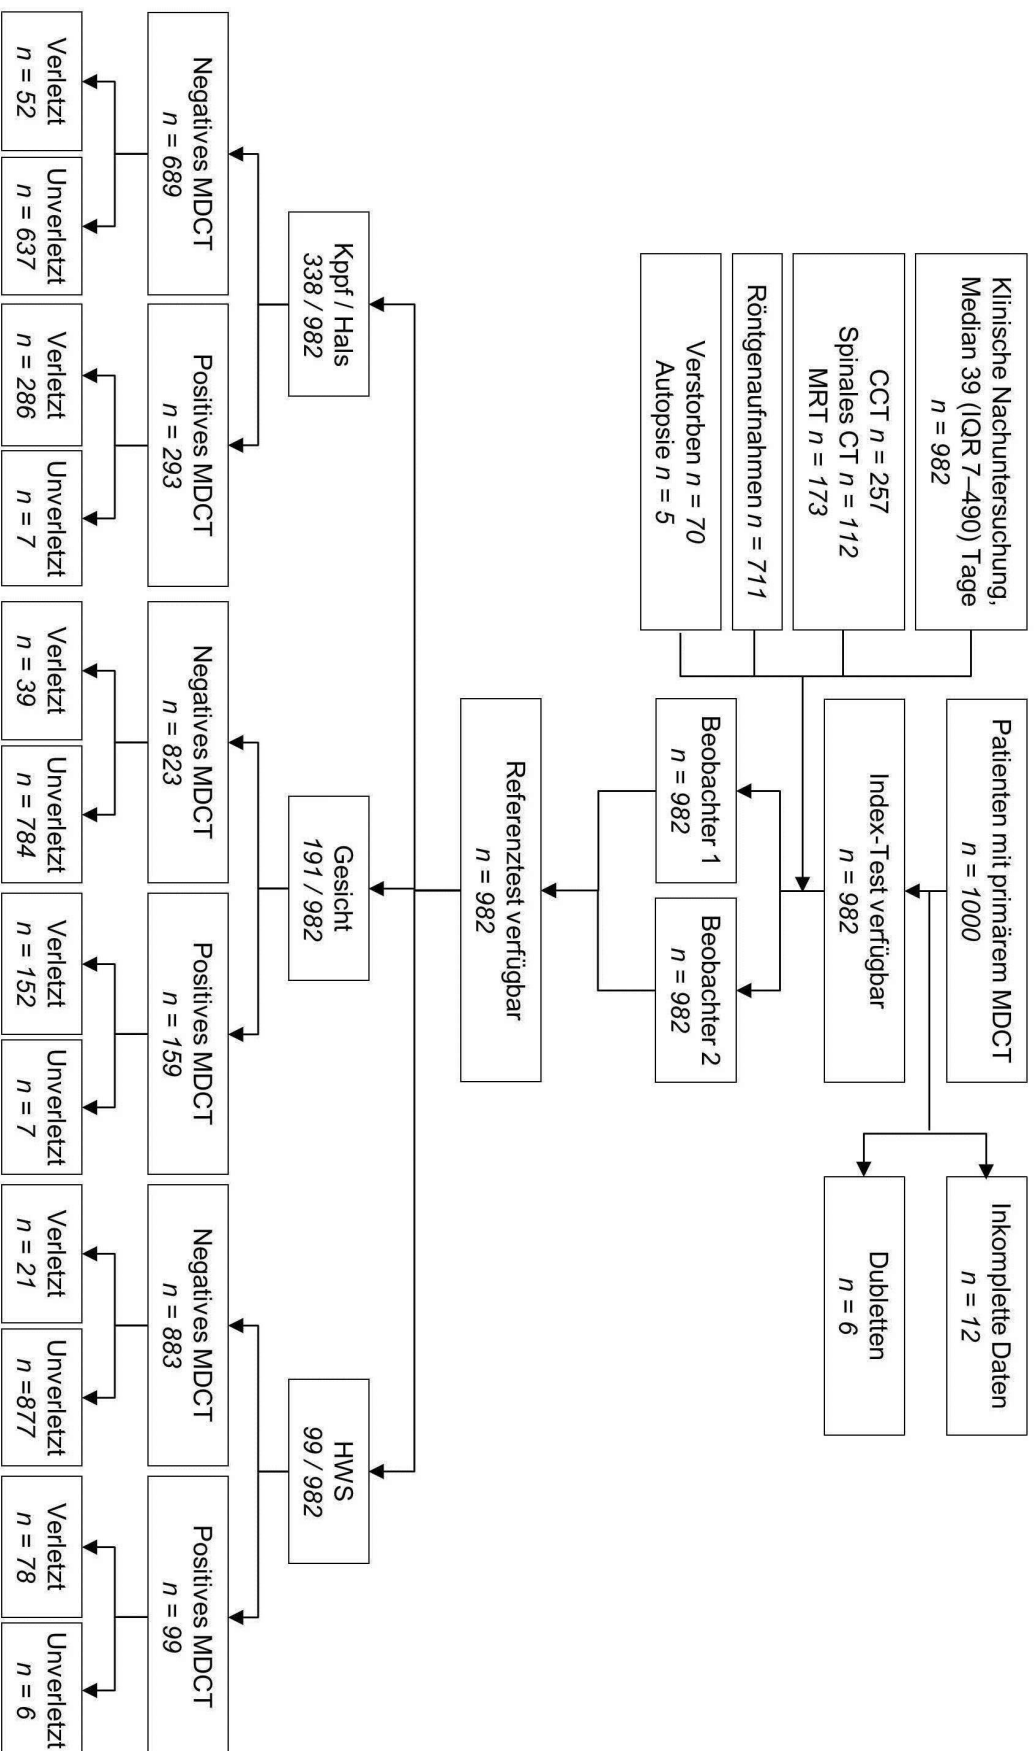 Patienten mit primärem MDCT
n = 1000
Inkomplette Daten
n = 12
Dubletten
n = 6
Klinische Nachuntersuchung,
Median 39 (IQR 7–490) Tage
n = 982
CCT n = 257
Spinales CT n = 112
MRT n = 173
Röntgenaufnahmen n = 711
Verstorben n = 70
Autopsie n = 5
Index-Test verfügbar
n = 982
Beobachter 1
n = 982
Beobachter 2
n = 982
Referenztest verfügbar
n = 982
Kppf / Hals
338 / 982
Gesicht
191 / 982
HWS
99 / 982
Negatives MDCT
n = 689
Positives MDCT
n = 293
Negatives MDCT
n = 823
Positives MDCT
n = 159
Negatives MDCT
n = 883
Positives MDCT
n = 99
Verletzt
n = 52
Unverletzt
n = 637
Verletzt
n = 286
Unverletzt
n = 7
Verletzt
n = 39
Unverletzt
n = 784
Verletzt
n = 152
Unverletzt
n = 7
Verletzt
n = 21
Unverletzt
n =877
Verletzt
n = 78
Unverletzt
n = 6